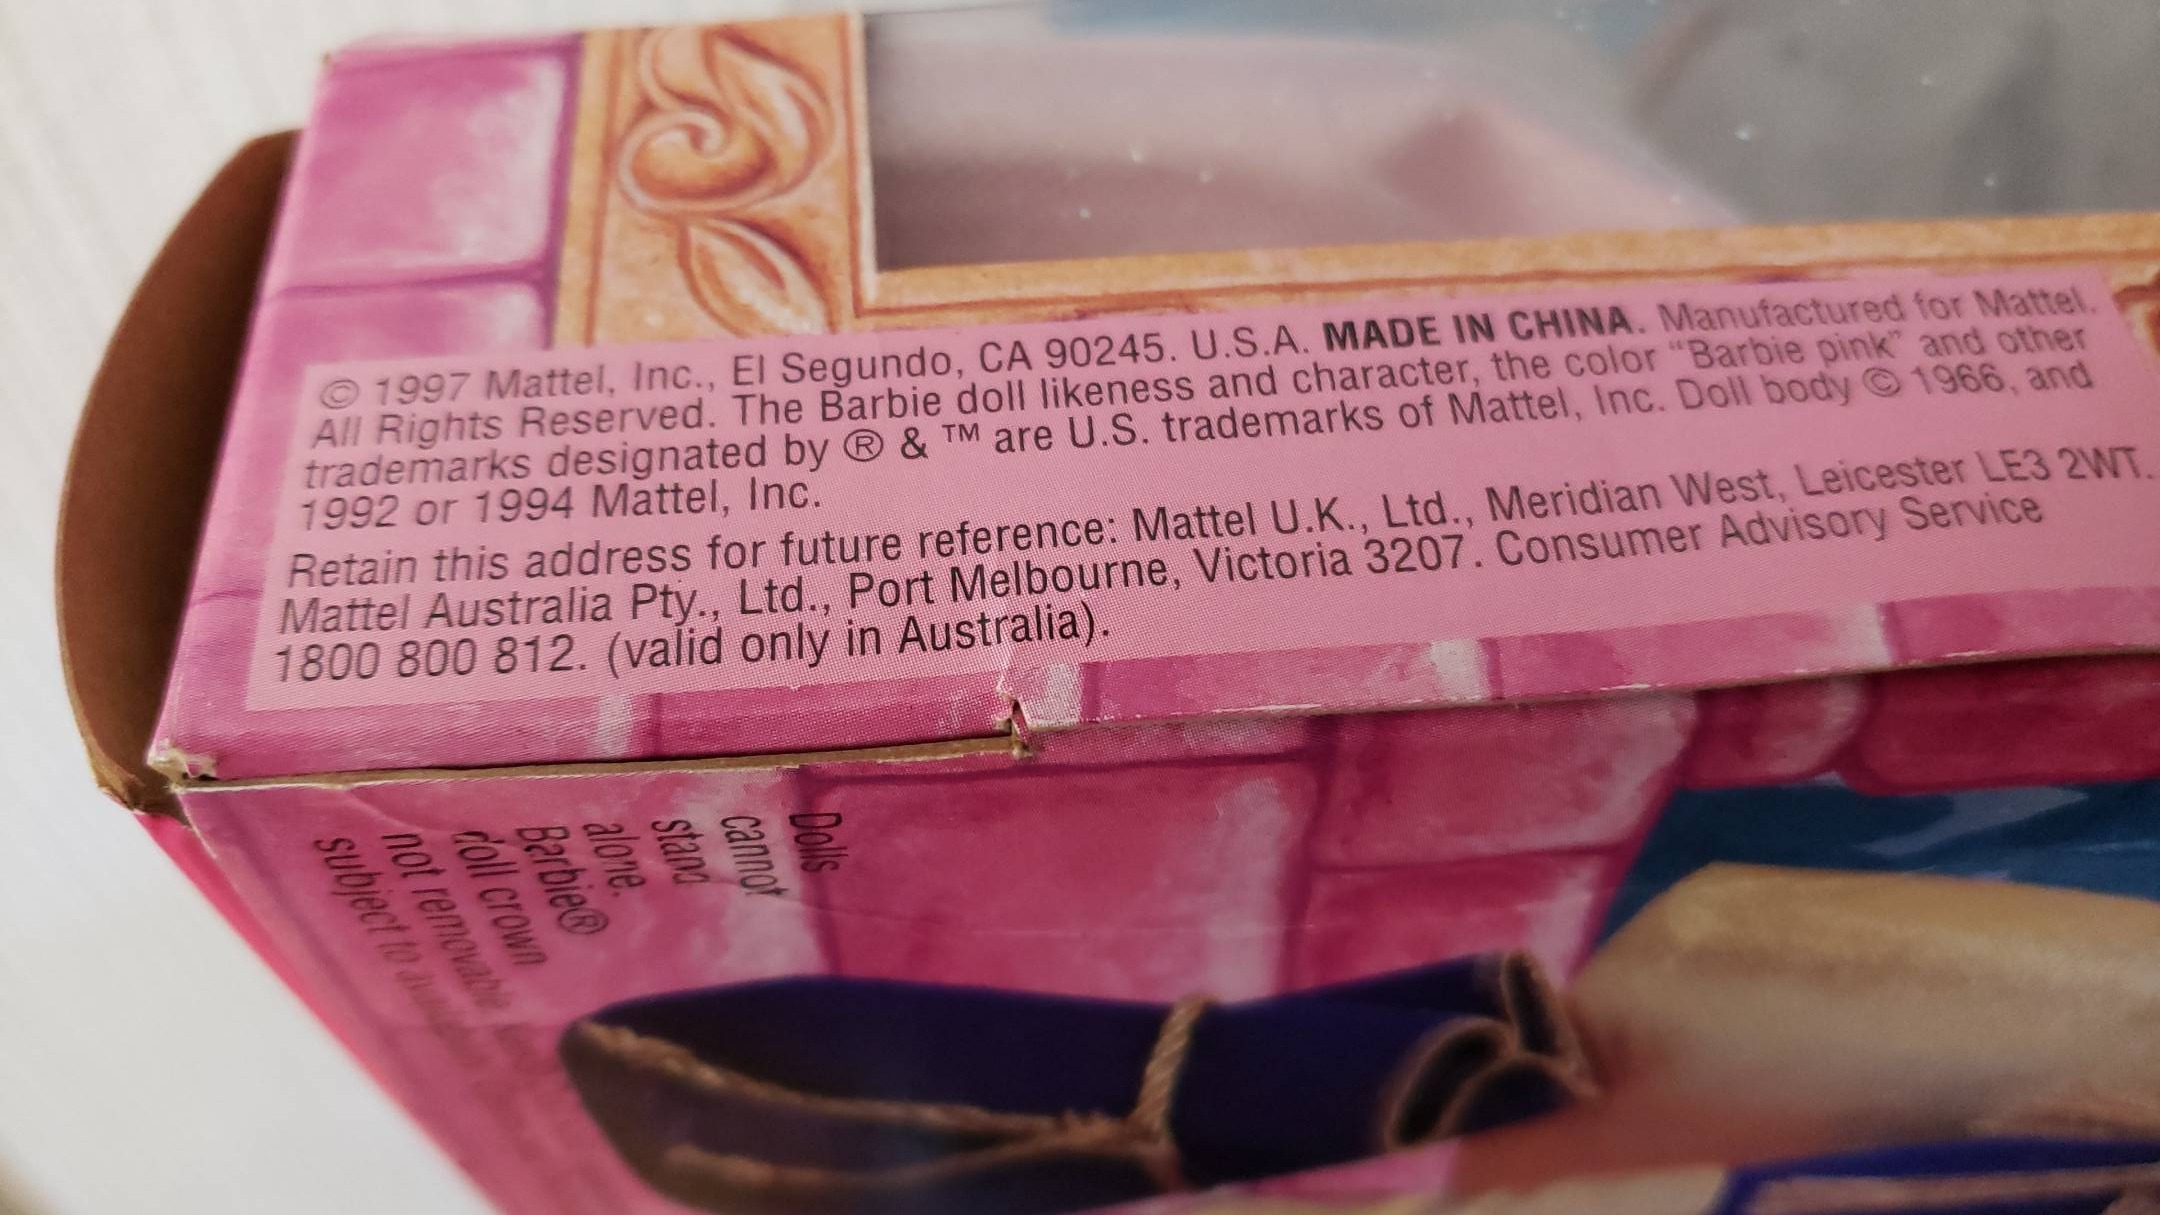 © 1997 Mattel, Inc., El Segundo, CA 90245. U.S.A. MADE IN CHINA. Manufactured for Mattel.
All Rights Reserved. The Barbie doll likeness and character, the color "Barbie pink" and other
trademarks designated by ® & ™ are U.S. trademarks of Mattel, Inc. Doll body © 1966, and
1992 or 1994 Mattel, Inc.
Retain this address for future reference: Mattel U.K., Ltd., Meridian West, Leicester LE3 2WT.
Mattel Australia Pty., Ltd., Port Melbourne, Victoria 3207. Consumer Advisory Service
1800 800 812. (valid only in Australia).
Dolls
cannot
stand
alone.
Barbie®
doll crown
not removable
subject to